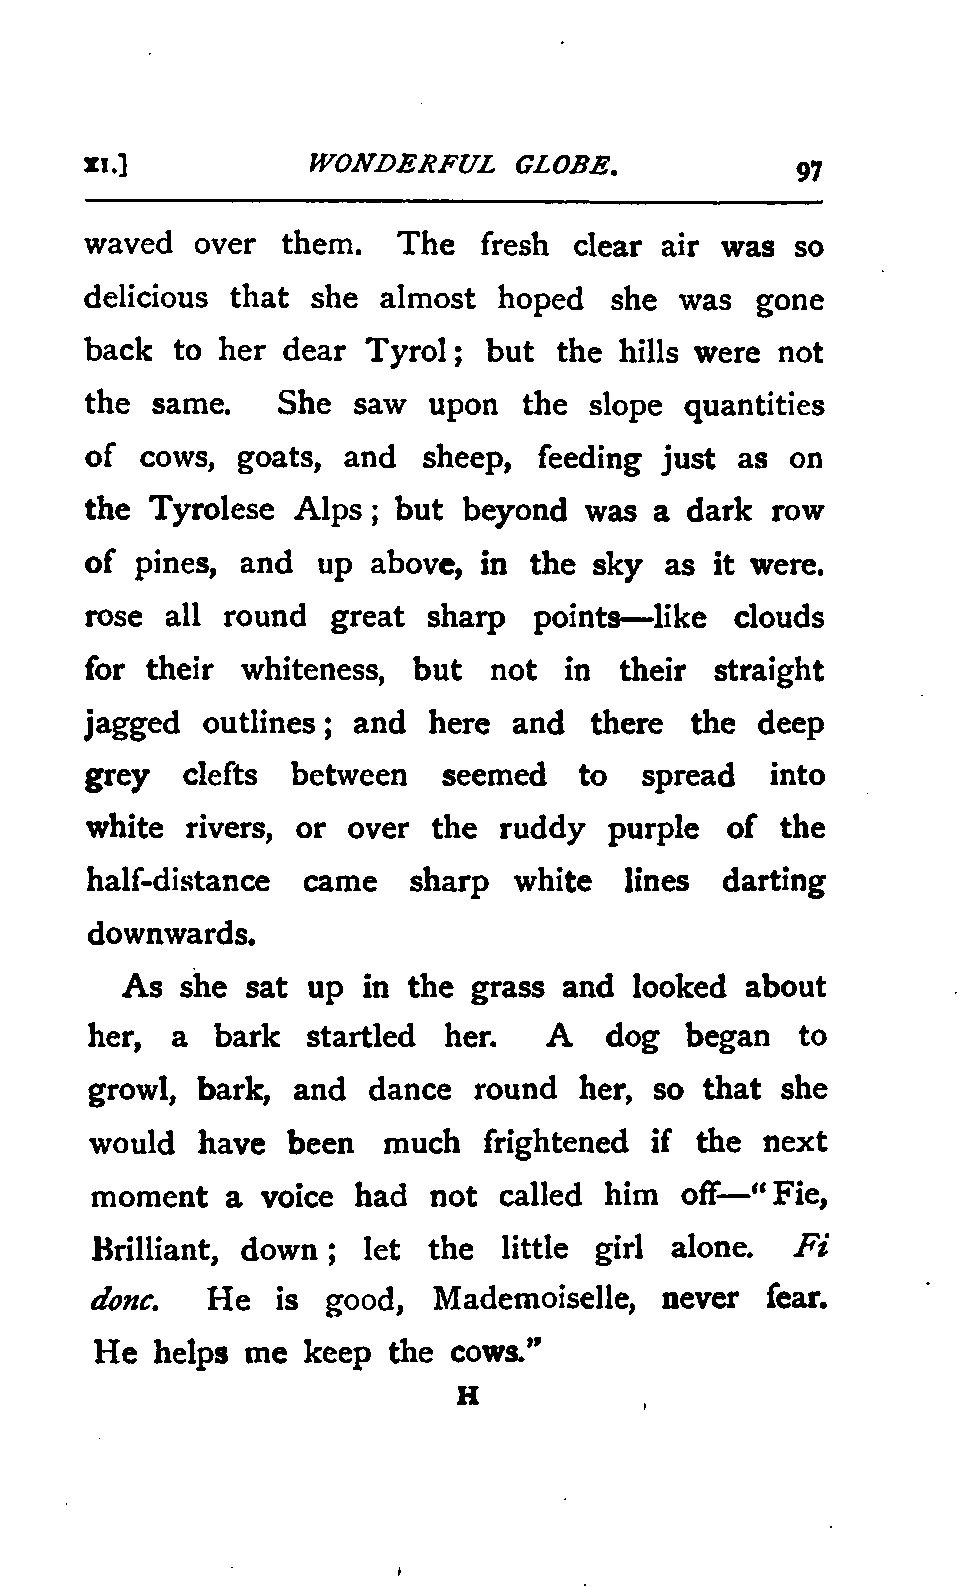 XI.] WONDERFUL GLOBE. 97
waved over them. The fresh clear air was so
delicious that she almost hoped she was gone
back to her dear Tyrol; but the hills were not
the same. She saw upon the slope quantities
of cows, goats, and sheep, feeding just as on
the Tyrolese Alps; but beyond was a dark row
of pines, and up above, in the sky as it were.
rose all round great sharp points—like clouds
for their whiteness, but not in their straight
jagged outlines; and here and there the deep
grey clefts between seemed to spread into
white rivers, or over the ruddy purple of the
half-distance came sharp white lines darting
downwards.
As she sat up in the grass and looked about
her, a bark startled her. A dog began to
growl, bark, and dance round her, so that she
would have been much frightened if the next
moment a voice had not called him off—“Fie,
Brilliant, down; let the little girl alone. Fi
donc. He is good, Mademoiselle, never fear.
He helps me keep the cows.”
H